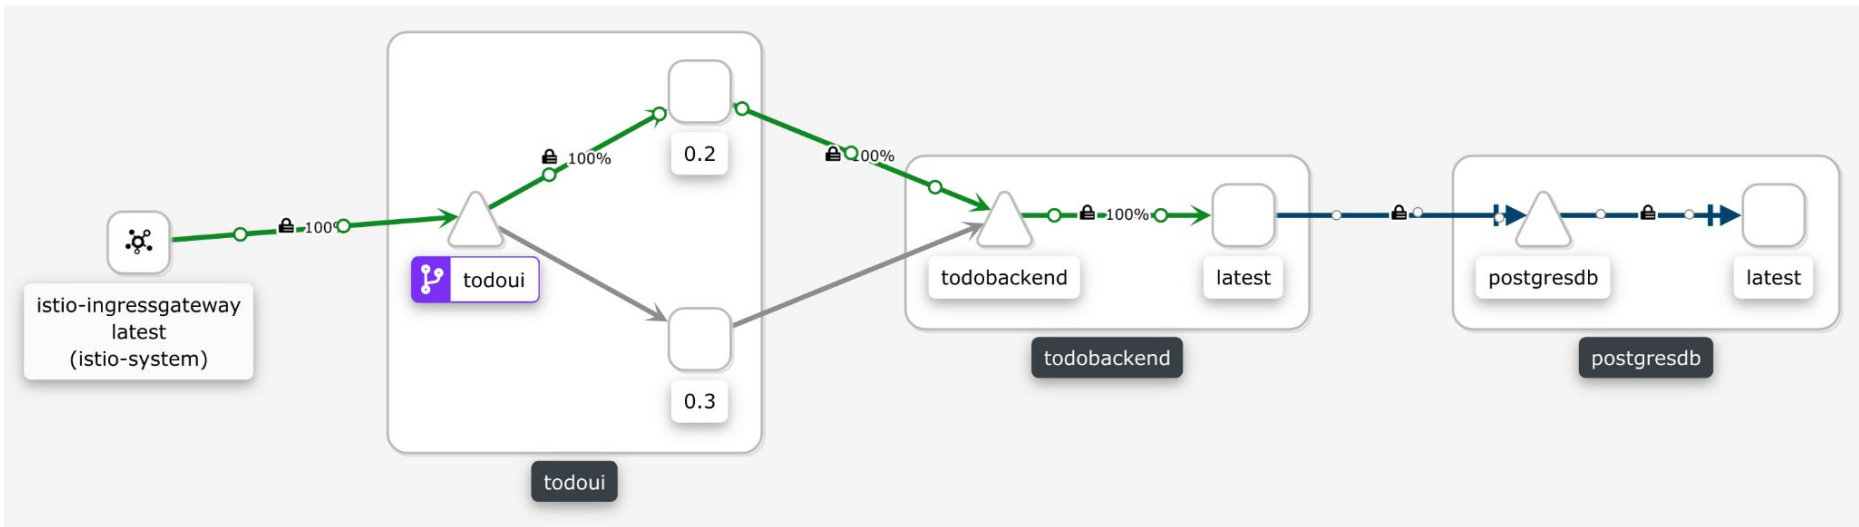 0.2
100%
100%
100%
100%
istio-ingressgateway
latest
(istio-system)
todoui
todobackend
latest
postgresdb
latest
todobackend
postgresdb
0.3
todoui